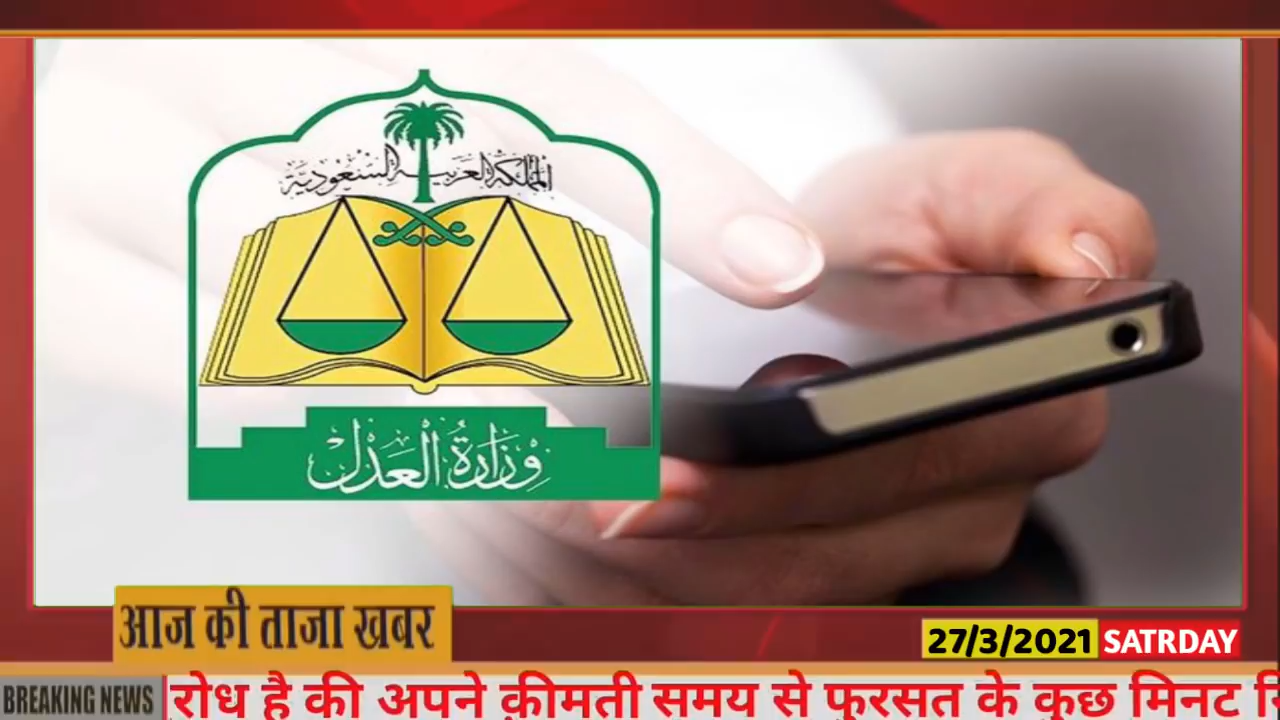 المملكة العربية السعودية
وزارة العدل
आज की ताजा खबर
27/3/2021 SATRDAY
BREAKING NEWS रोध है की अपने क़ीमती समय से फुरसत के कुछ मिनट